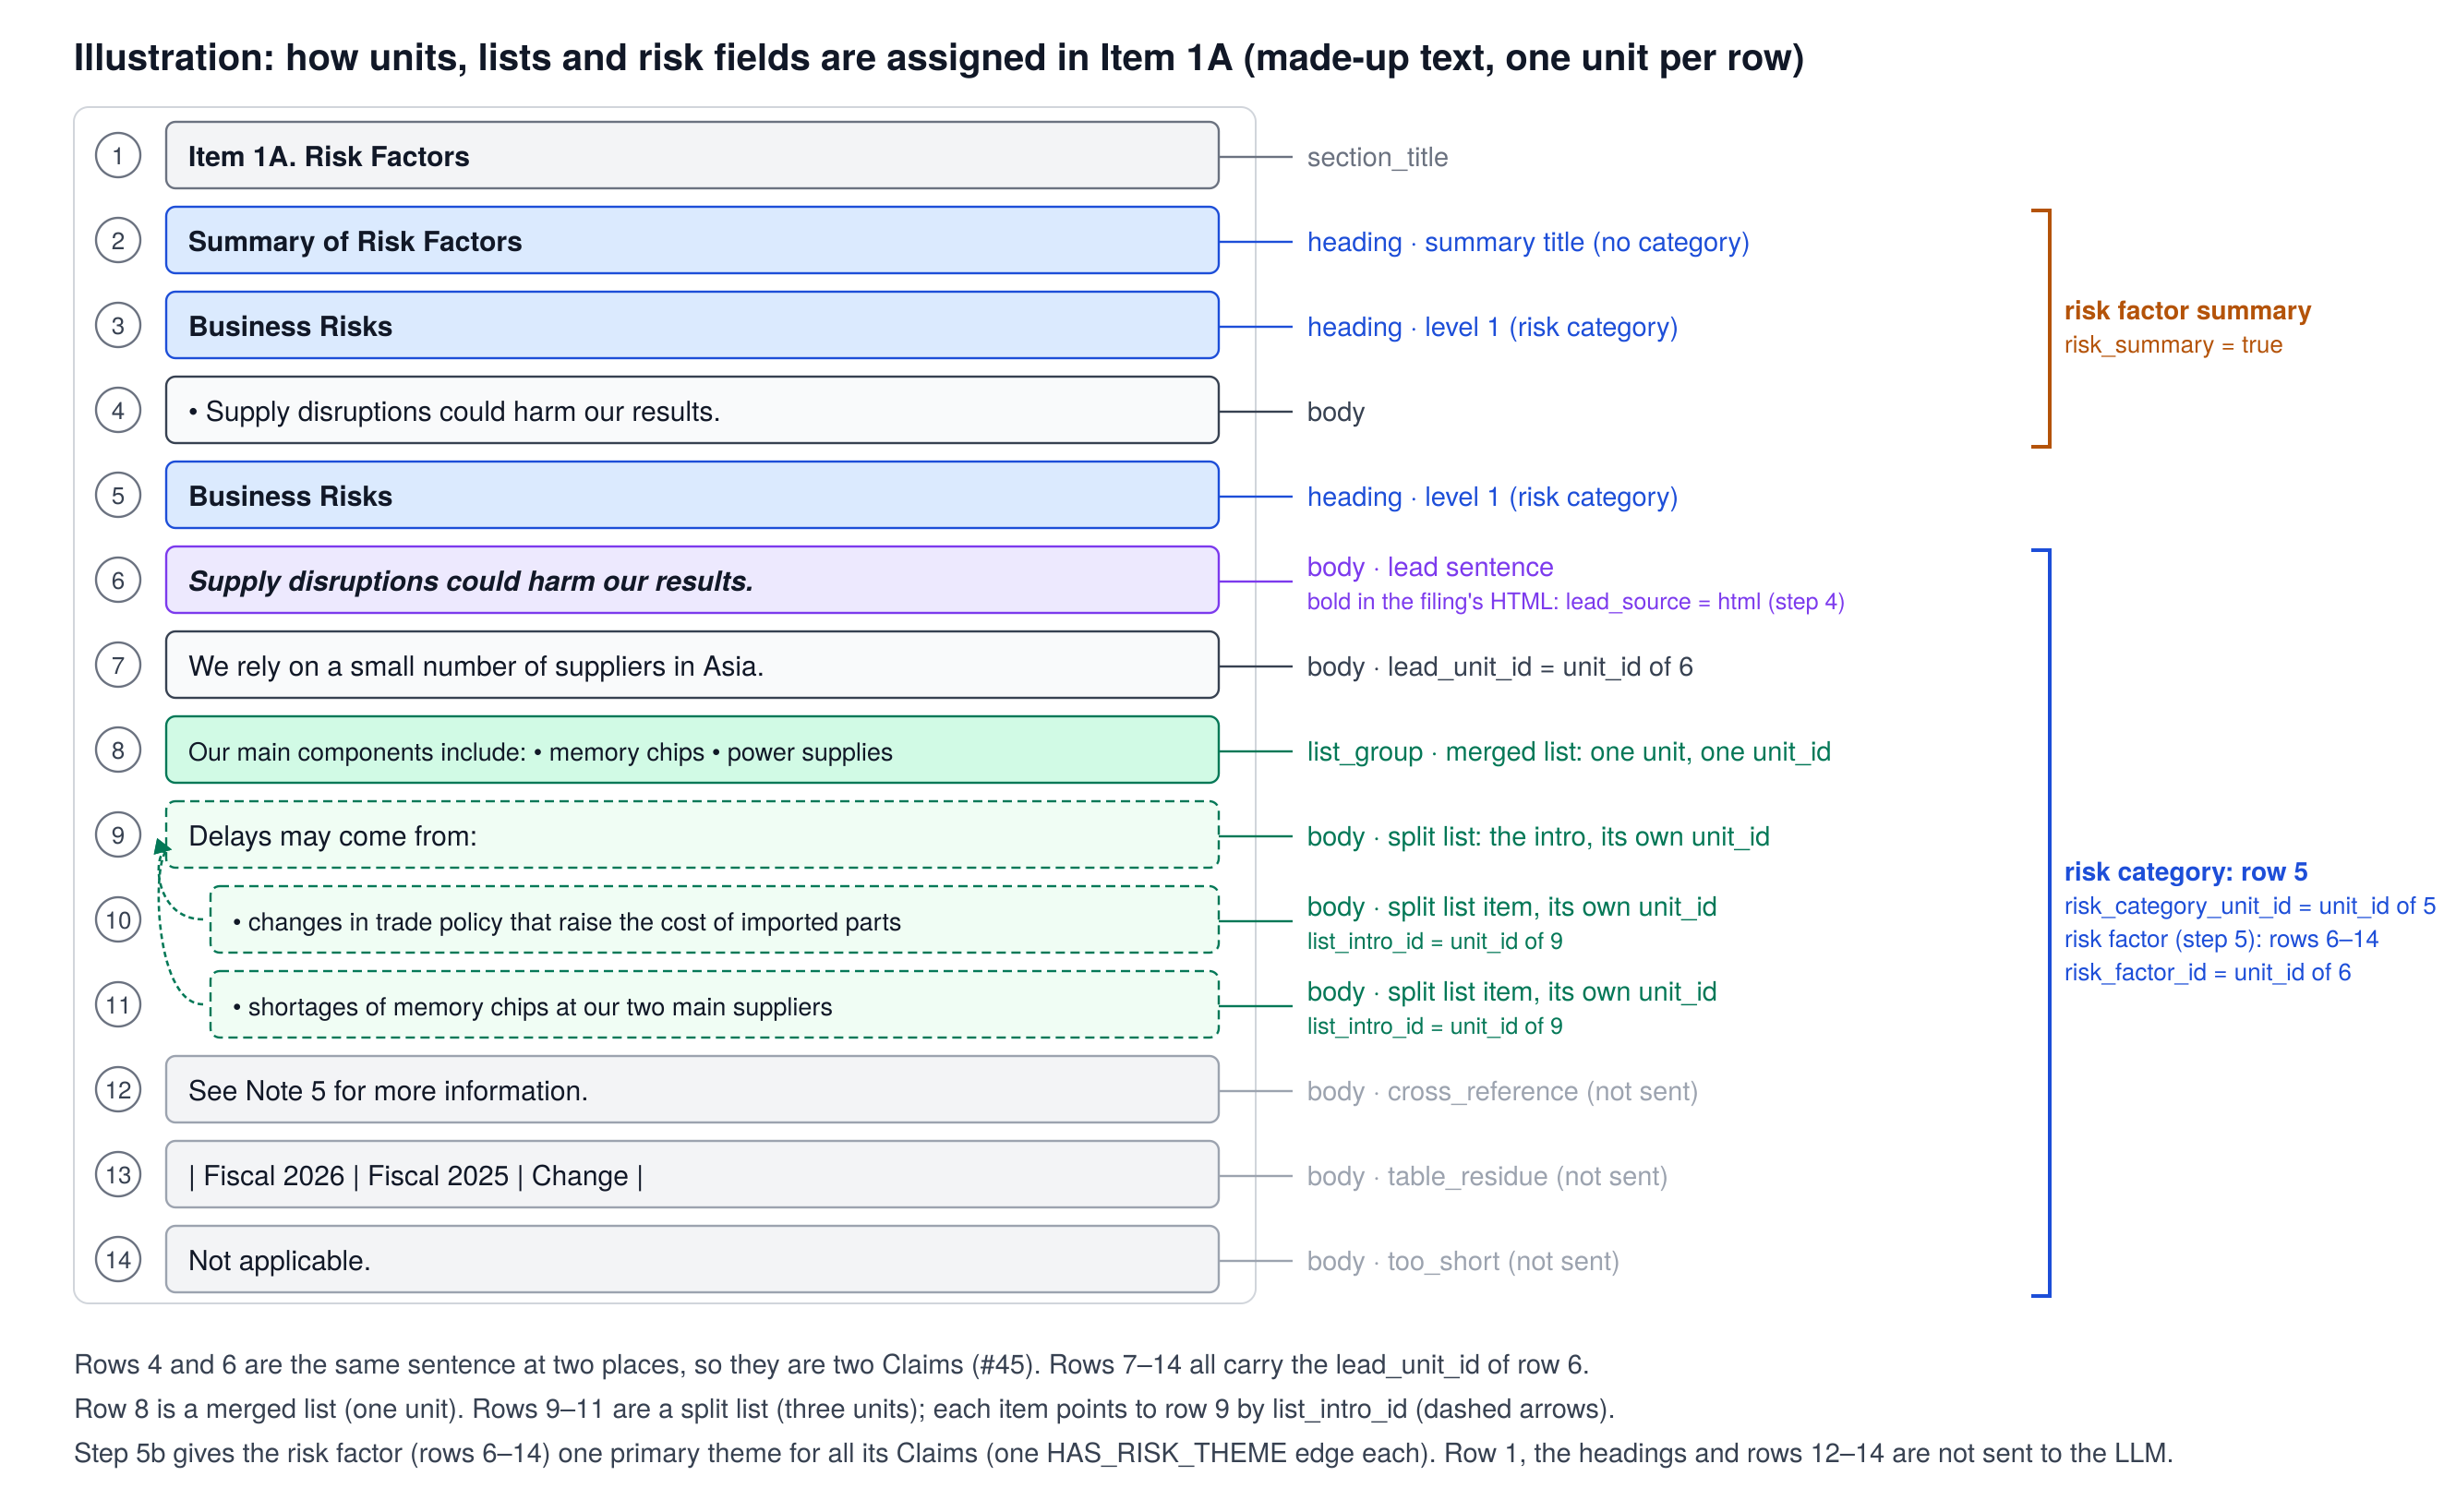 Illustration: how units, lists and risk fields are assigned in Item 1A (made-up text, one unit per row)
1 Item 1A. Risk Factors section_title
2 Summary of Risk Factors heading · summary title (no category)
3 Business Risks heading · level 1 (risk category)
risk factor summary
risk_summary = true
4 • Supply disruptions could harm our results. body
5 Business Risks heading · level 1 (risk category)
6 Supply disruptions could harm our results. body · lead sentence
bold in the filing's HTML: lead_source = html (step 4)
7 We rely on a small number of suppliers in Asia. body · lead_unit_id = unit_id of 6
8 Our main components include: • memory chips • power supplies list_group · merged list: one unit, one unit_id
9 Delays may come from: body · split list: the intro, its own unit_id
risk category: row 5
risk_category_unit_id = unit_id of 5
risk factor (step 5): rows 6–14
risk_factor_id = unit_id of 6
10 • changes in trade policy that raise the cost of imported parts body · split list item, its own unit_id
list_intro_id = unit_id of 9
11 • shortages of memory chips at our two main suppliers body · split list item, its own unit_id
list_intro_id = unit_id of 9
12 See Note 5 for more information. body · cross_reference (not sent)
13 | Fiscal 2026 | Fiscal 2025 | Change | body · table_residue (not sent)
14 Not applicable. body · too_short (not sent)
Rows 4 and 6 are the same sentence at two places, so they are two Claims (#45). Rows 7–14 all carry the lead_unit_id of row 6.
Row 8 is a merged list (one unit). Rows 9–11 are a split list (three units); each item points to row 9 by list_intro_id (dashed arrows).
Step 5b gives the risk factor (rows 6–14) one primary theme for all its Claims (one HAS_RISK_THEME edge each). Row 1, the headings and rows 12–14 are not sent to the LLM.